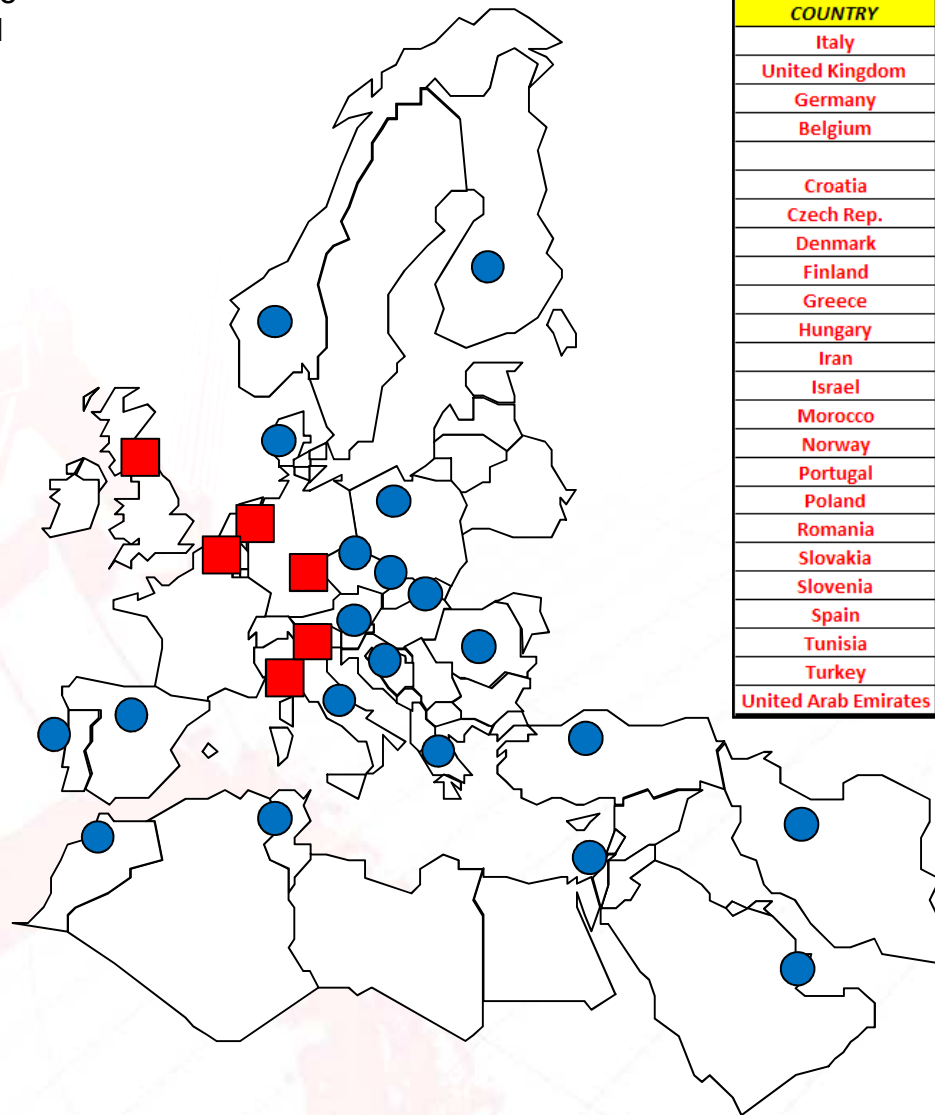 COUNTRY
Italy
United Kingdom
Germany
Belgium
Croatia
Czech Rep.
Denmark
Finland
Greece
Hungary
Iran
Israel
Morocco
Norway
Portugal
Poland
Romania
Slovakia
Slovenia
Spain
Tunisia
Turkey
United Arab Emirates